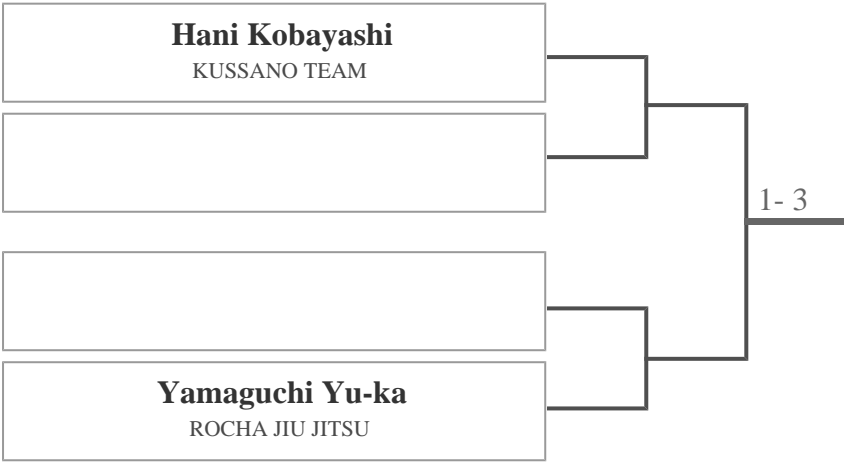 Hani Kobayashi
KUSSANO TEAM
1- 3
Yamaguchi Yu-ka
ROCHA JIU JITSU